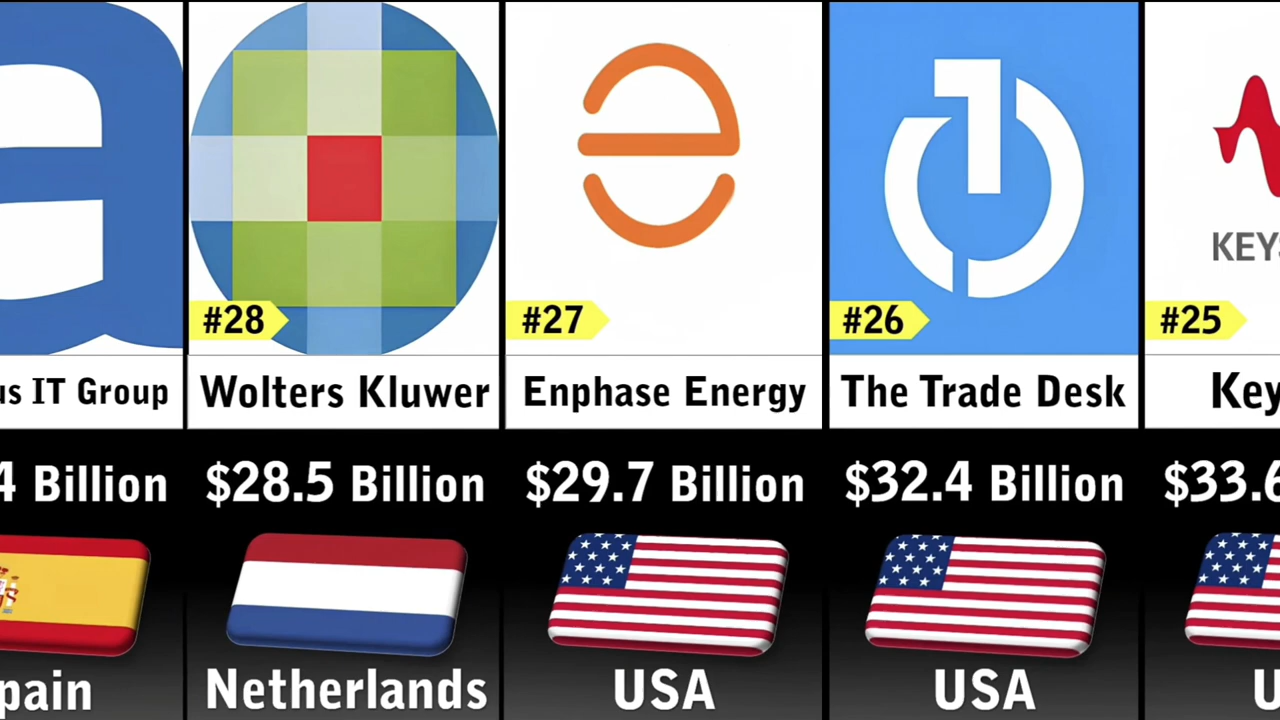 #28
#27
#26
#25
KEYS
us IT Group
Wolters Kluwer
Enphase Energy
The Trade Desk
Key
4 Billion
$28.5 Billion
$29.7 Billion
$32.4 Billion
$33.6
pain
Netherlands
USA
USA
U